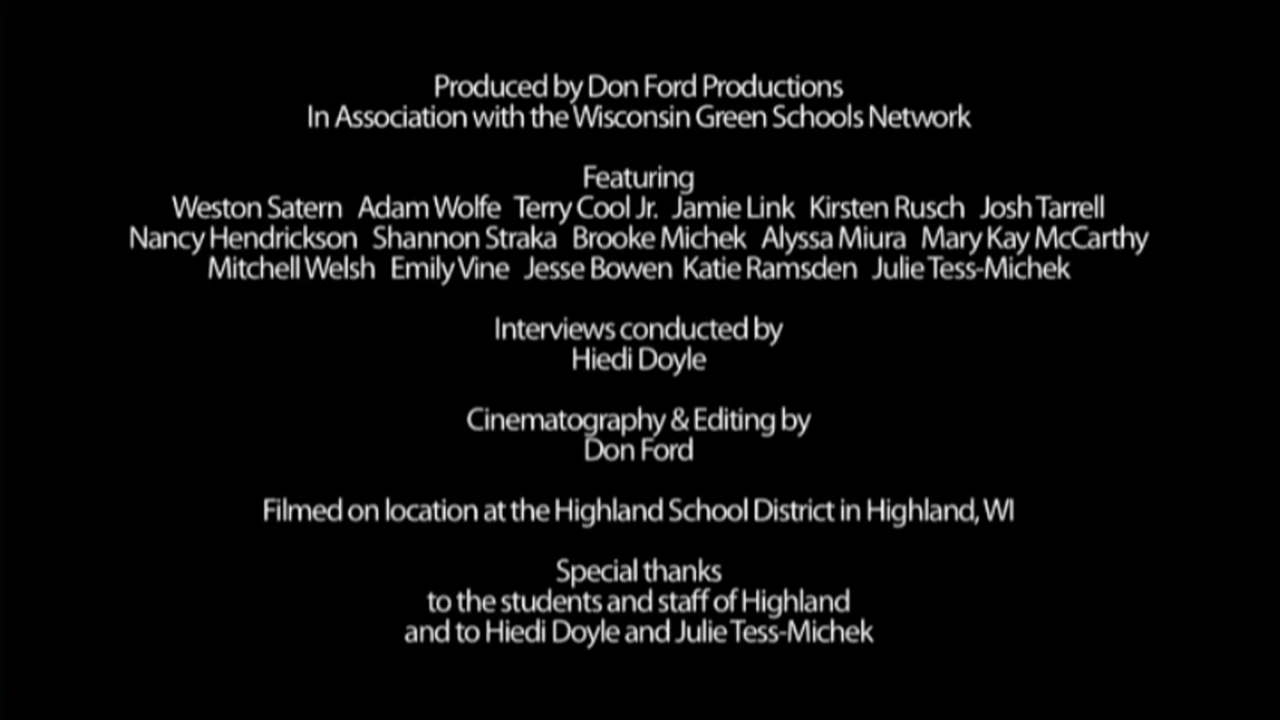 Produced by Don Ford Productions
In Association with the Wisconsin Green Schools Network
Featuring
Weston Satern Adam Wolfe Terry Cool Jr. Jamie Link Kirsten Rusch Josh Tarrell
Nancy Hendrickson Shannon Straka Brooke Michek Alyssa Miura Mary Kay McCarthy
Mitchell Welsh Emily Vine Jesse Bowen Katie Ramsden Julie Tess-Michek
Interviews conducted by
Hiedi Doyle
Cinematography & Editing by
Don Ford
Filmed on location at the Highland School District in Highland, WI
Special thanks
to the students and staff of Highland
and to Hiedi Doyle and Julie Tess-Michek